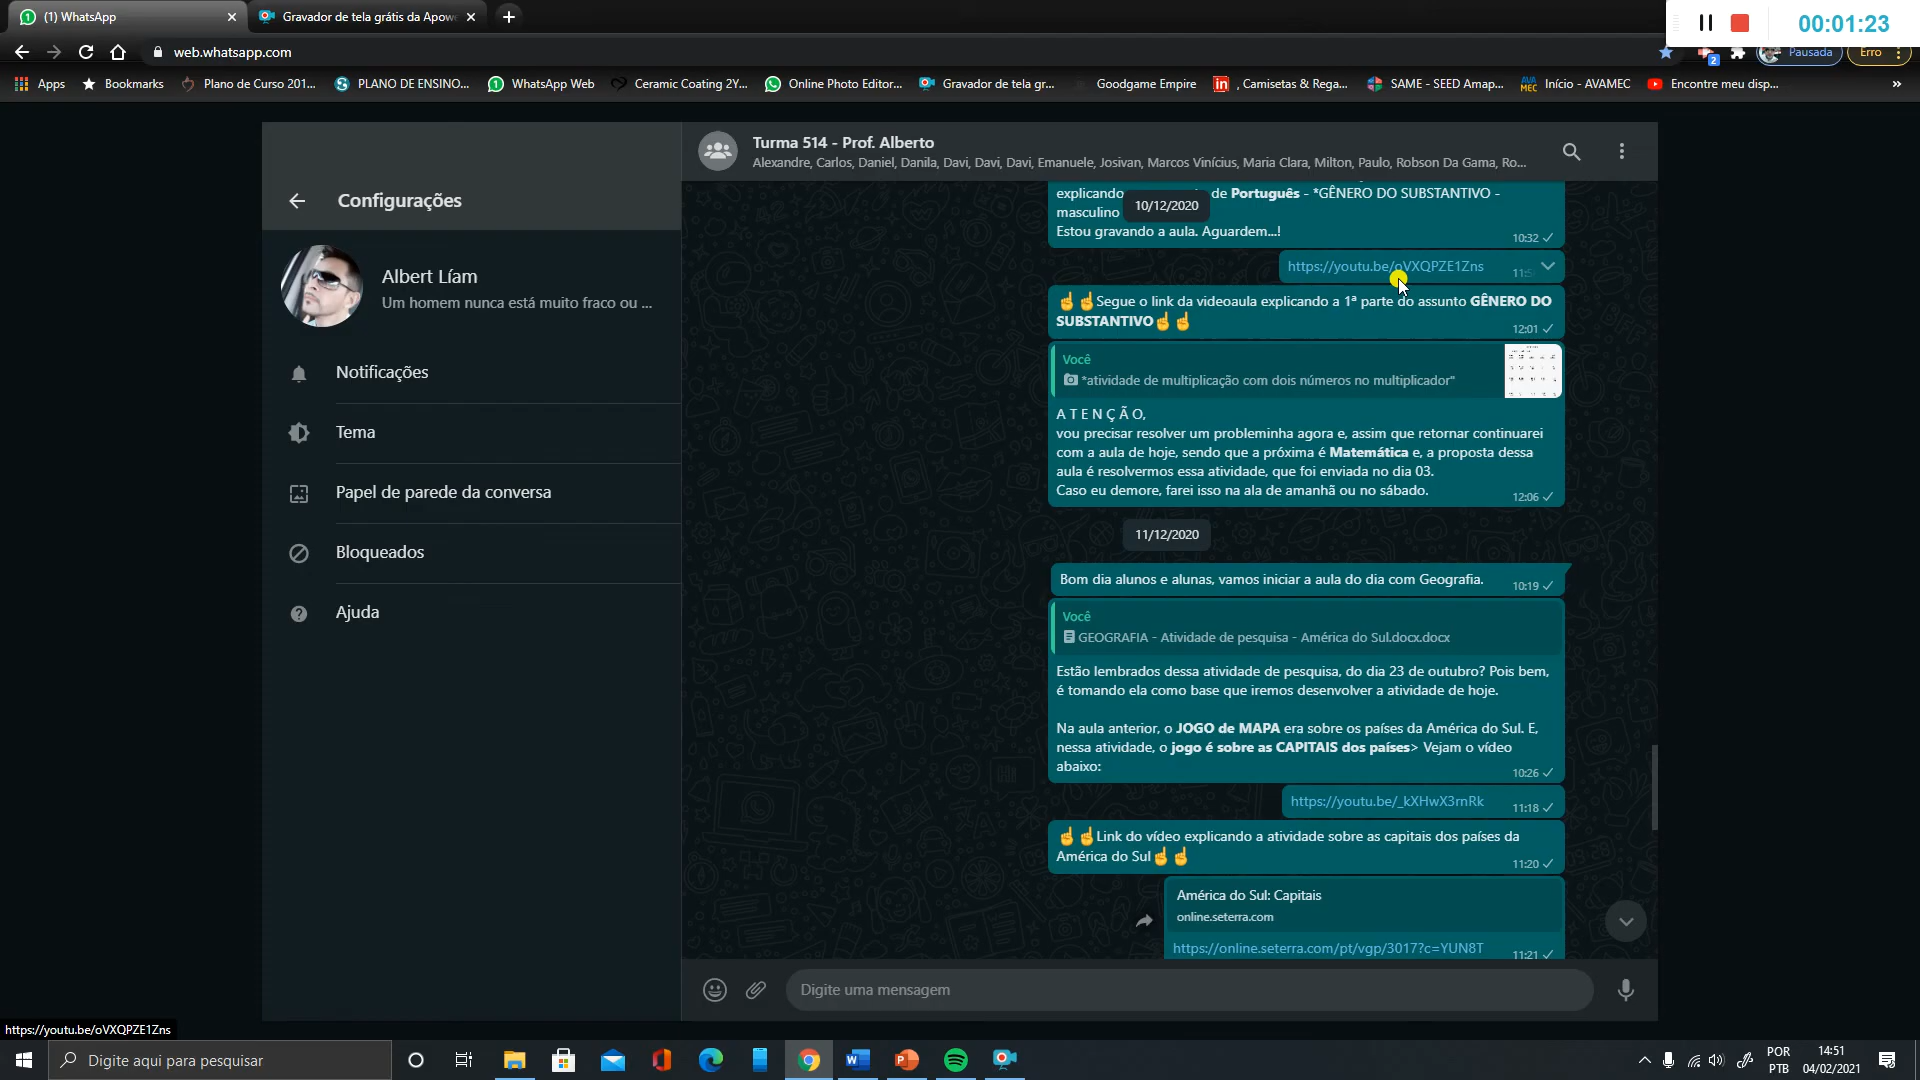 (1) WhatsApp
Gravador de tela grátis da Apowe
00:01:23
web.whatsapp.com
2
Pausada
Erro
Apps
Bookmarks
Plano de Curso 201...
PLANO DE ENSINO...
WhatsApp Web
Ceramic Coating 2Y...
Online Photo Editor...
Gravador de tela gr...
Goodgame Empire
, Camisetas & Rega...
SAME - SEED Amap...
AVA MEC
Início - AVAMEC
Encontre meu disp...
»
Configurações
Albert Líam
Um homem nunca está muito fraco ou ...
Notificações
Tema
Papel de parede da conversa
Bloqueados
Ajuda
Turma 514 - Prof. Alberto
Alexandre, Carlos, Daniel, Danila, Davi, Davi, Davi, Emanuele, Josivan, Marcos Vinícius, Maria Clara, Milton, Paulo, Robson Da Gama, Ro...
explicando de Português - *GÊNERO DO SUBSTANTIVO -
10/12/2020
masculino
Estou gravando a aula. Aguardem...!
10:32
https://youtu.be/oVXQPZE1Zns
☝☝Segue o link da videoaula explicando a 1ª parte do assunto GÊNERO DO
SUBSTANTIVO☝☝
12:01
Você
*atividade de multiplicação com dois números no multiplicador"
A T E N Ç Ã O,
vou precisar resolver um probleminha agora e, assim que retornar continuarei
com a aula de hoje, sendo que a próxima é Matemática e, a proposta dessa
aula é resolvermos essa atividade, que foi enviada no dia 03.
Caso eu demore, farei isso na ala de amanhã ou no sábado.
12:06
11/12/2020
Bom dia alunos e alunas, vamos iniciar a aula do dia com Geografia.
10:19
Você
GEOGRAFIA - Atividade de pesquisa - América do Sul.docx.docx
Estão lembrados dessa atividade de pesquisa, do dia 23 de outubro? Pois bem,
é tomando ela como base que iremos desenvolver a atividade de hoje.
Na aula anterior, o JOGO de MAPA era sobre os países da América do Sul. E,
nessa atividade, o jogo é sobre as CAPITAIS dos países> Vejam o vídeo
abaixo:
10:26
https://youtu.be/_kXHwX3rnRk
11:18
☝☝Link do vídeo explicando a atividade sobre as capitais dos países da
América do Sul☝☝
11:20
América do Sul: Capitais
online.seterra.com
https://online.seterra.com/pt/vgp/3017?c=YUN8T
11:21
Digite uma mensagem
https://youtu.be/oVXQPZE1Zns
Digite aqui para pesquisar
POR
PTB
14:51
04/02/2021